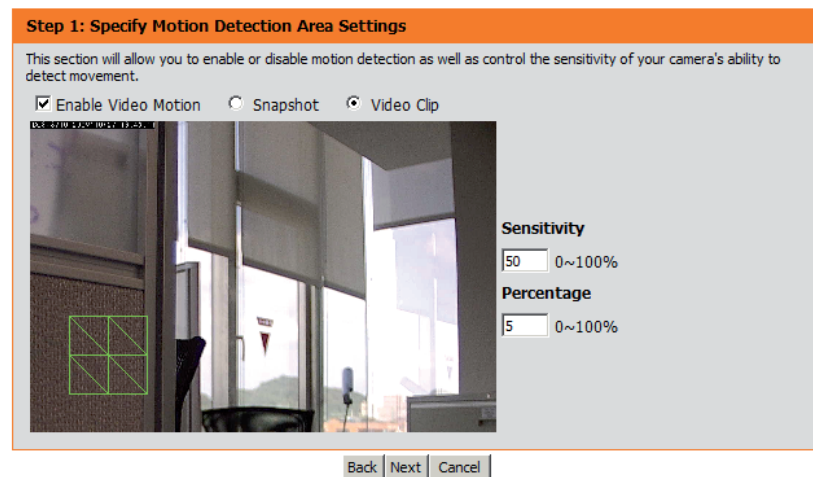 Step 1: Specify Motion Detection Area Settings
This section will allow you to enable or disable motion detection as well as control the sensitivity of your camera's ability to
detect movement.
Enable Video Motion Snapshot Video Clip
Sensitivity
50 0~100%
Percentage
5 0~100%
Back Next Cancel